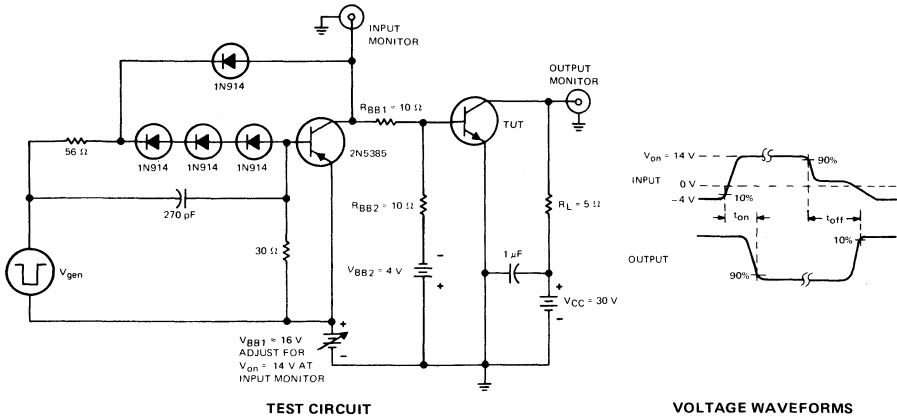 INPUT
MONITOR
OUTPUT
MONITOR
1N914
R_BB1 ≈ 10 Ω
TUT
56 Ω
1N914
1N914
1N914
2N5385
270 pF
R_BB2 = 10 Ω
R_L = 5 Ω
30 Ω
V_gen
V_BB2 = 4 V
-
+
1 μF
+
-
V_CC = 30 V
+
-
V_BB1 ≈ 16 V
ADJUST FOR
V_on = 14 V AT
INPUT MONITOR
TEST CIRCUIT
V_on = 14 V
90%
INPUT
0 V
-4 V
10%
t_on
t_off
10%
OUTPUT
90%
VOLTAGE WAVEFORMS